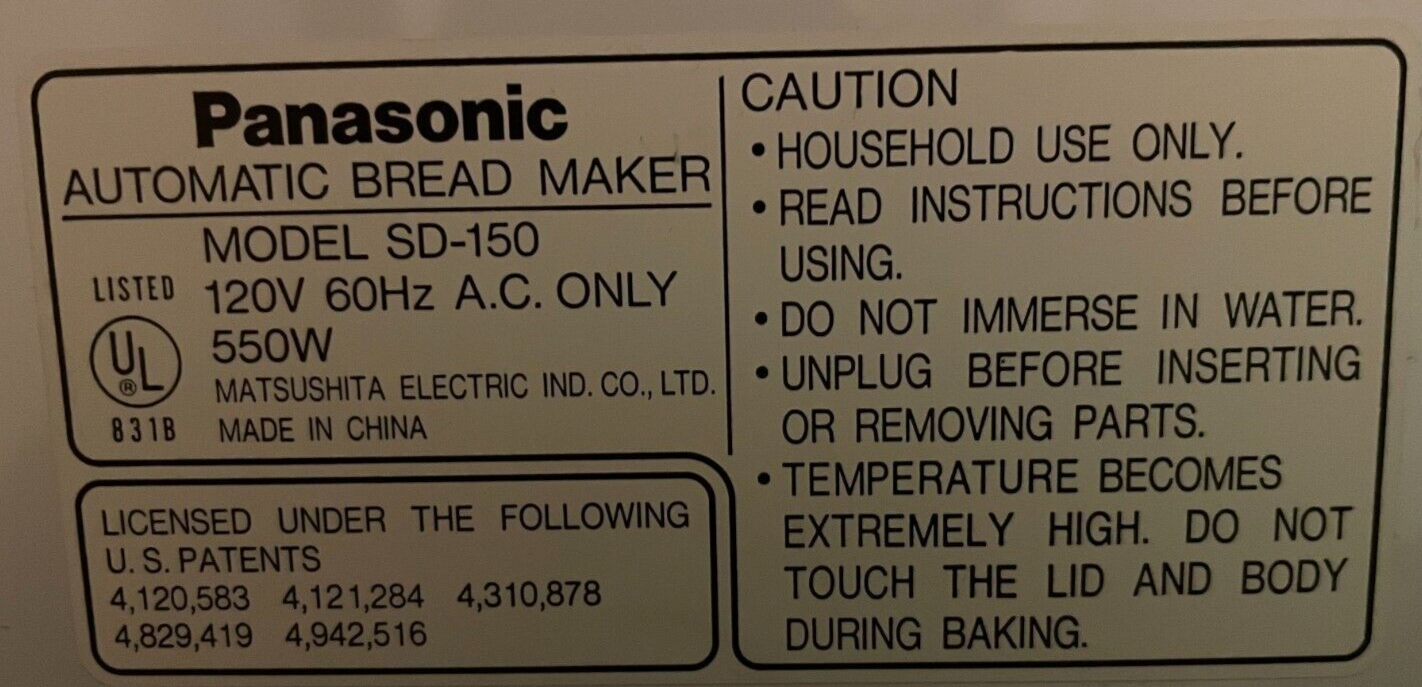 Panasonic
AUTOMATIC BREAD MAKER
MODEL SD-150
LISTED
120V 60Hz A.C. ONLY
UL
®
550W
MATSUSHITA ELECTRIC IND. CO., LTD.
831B
MADE IN CHINA
LICENSED UNDER THE FOLLOWING
U. S. PATENTS
4,120,583 4,121,284 4,310,878
4,829,419 4,942,516
CAUTION
• HOUSEHOLD USE ONLY.
• READ INSTRUCTIONS BEFORE
USING.
• DO NOT IMMERSE IN WATER.
• UNPLUG BEFORE INSERTING
OR REMOVING PARTS.
• TEMPERATURE BECOMES
EXTREMELY HIGH. DO NOT
TOUCH THE LID AND BODY
DURING BAKING.